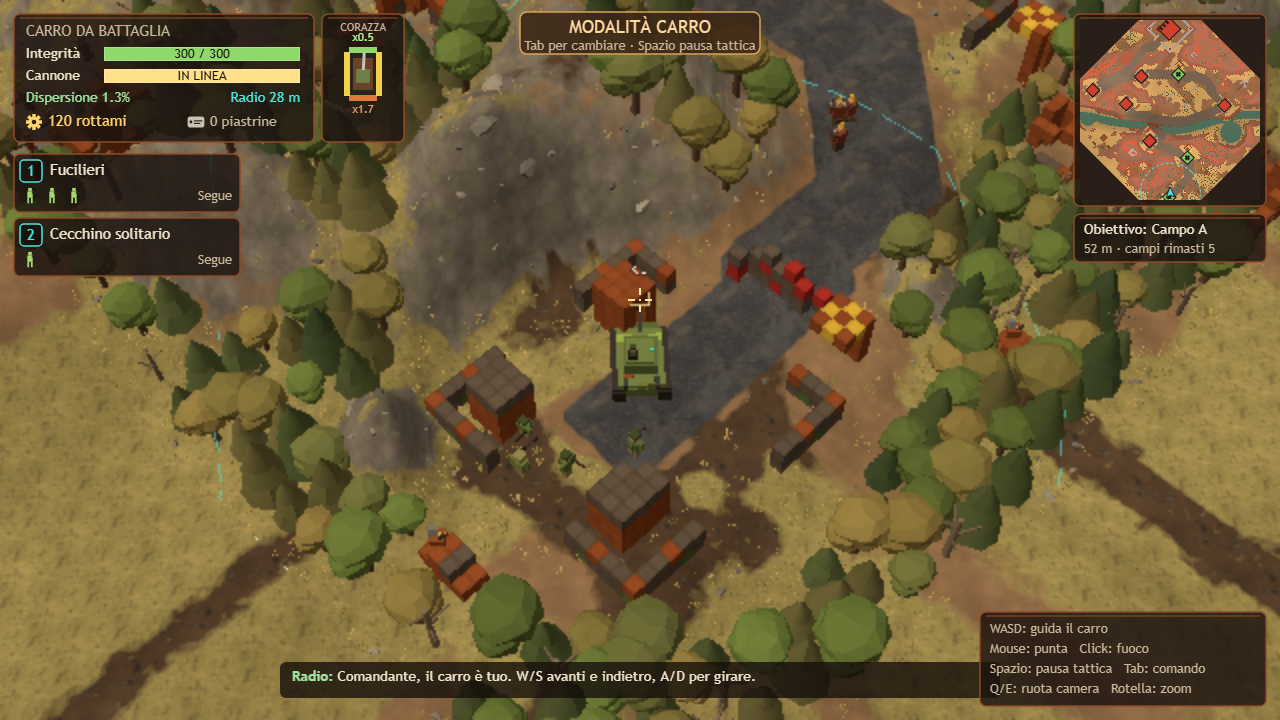 CARRO DA BATTAGLIA
Integrità 300 / 300
Cannone IN LINEA
Dispersione 1.3% Radio 28 m
120 rottami 0 piastrine
CORAZZA
x0.5
x1.7
MODALITÀ CARRO
Tab per cambiare · Spazio pausa tattica
1 Fucilieri
Segue
2 Cecchino solitario
Segue
Obiettivo: Campo A
52 m · campi rimasti 5
WASD: guida il carro
Mouse: punta Click: fuoco
Spazio: pausa tattica Tab: comando
Q/E: ruota camera Rotella: zoom
Radio: Comandante, il carro è tuo. W/S avanti e indietro, A/D per girare.